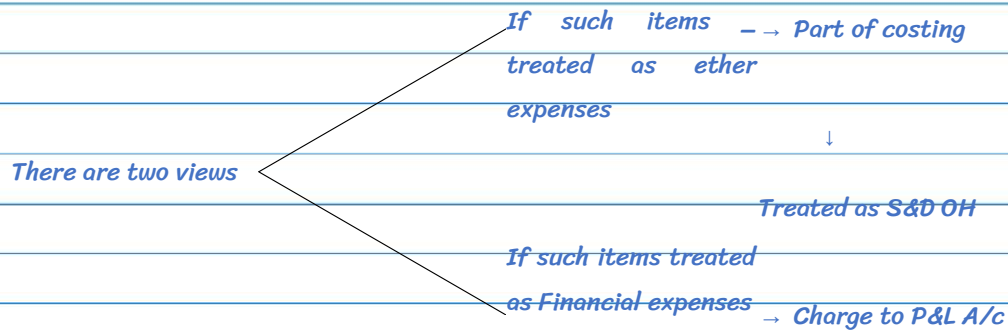 There are two views
If such items
treated as ether
expenses
–→ Part of costing
↓
Treated as S&D OH
If such items treated
as Financial expenses
→ Charge to P&L A/c